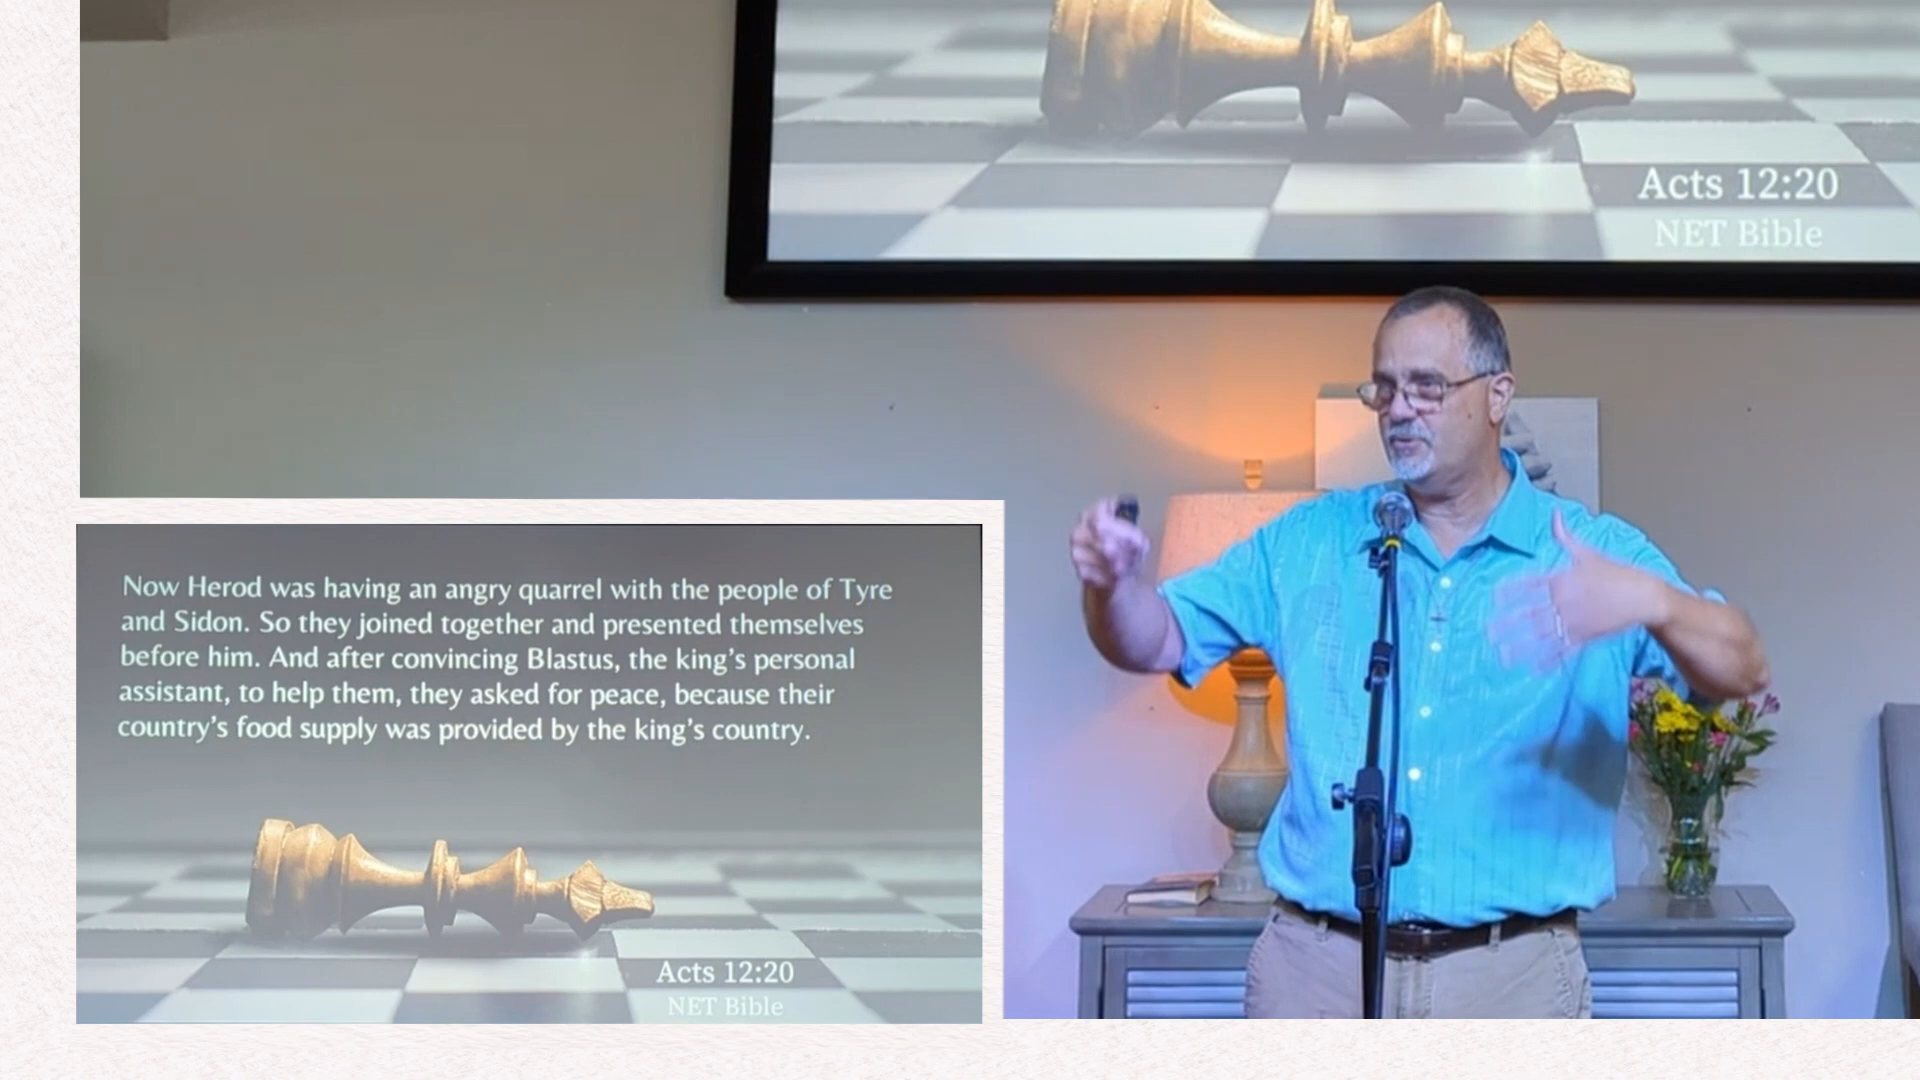 Acts 12:20
NET Bible
Now Herod was having an angry quarrel with the people of Tyre
and Sidon. So they joined together and presented themselves
before him. And after convincing Blastus, the king's personal
assistant, to help them, they asked for peace, because their
country's food supply was provided by the king's country.
Acts 12:20
NET Bible